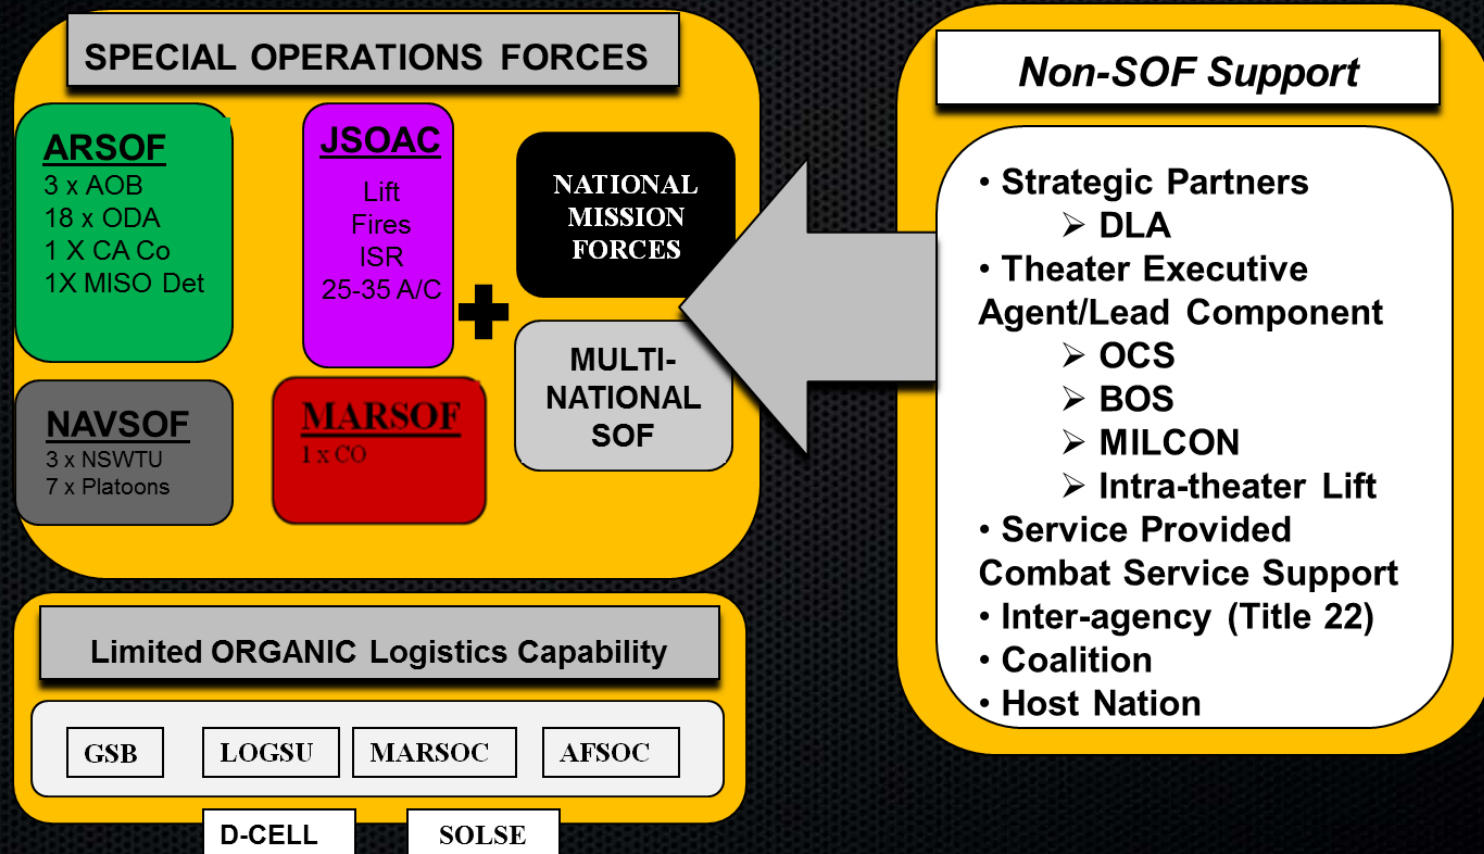 SPECIAL OPERATIONS FORCES
ARSOF
3 x AOB
18 x ODA
1 X CA Co
1X MISO Det
JSOAC
Lift
Fires
ISR
25-35 A/C
NATIONAL
MISSION
FORCES
NAVSOF
3 x NSWTU
7 x Platoons
MARSOF
1 x CO
MULTI-
NATIONAL
SOF
Limited ORGANIC Logistics Capability
GSB
LOGSU
MARSOC
AFSOC
D-CELL
SOLSE
Non-SOF Support
• Strategic Partners
➢ DLA
• Theater Executive
Agent/Lead Component
➢ OCS
➢ BOS
➢ MILCON
➢ Intra-theater Lift
• Service Provided
Combat Service Support
• Inter-agency (Title 22)
• Coalition
• Host Nation